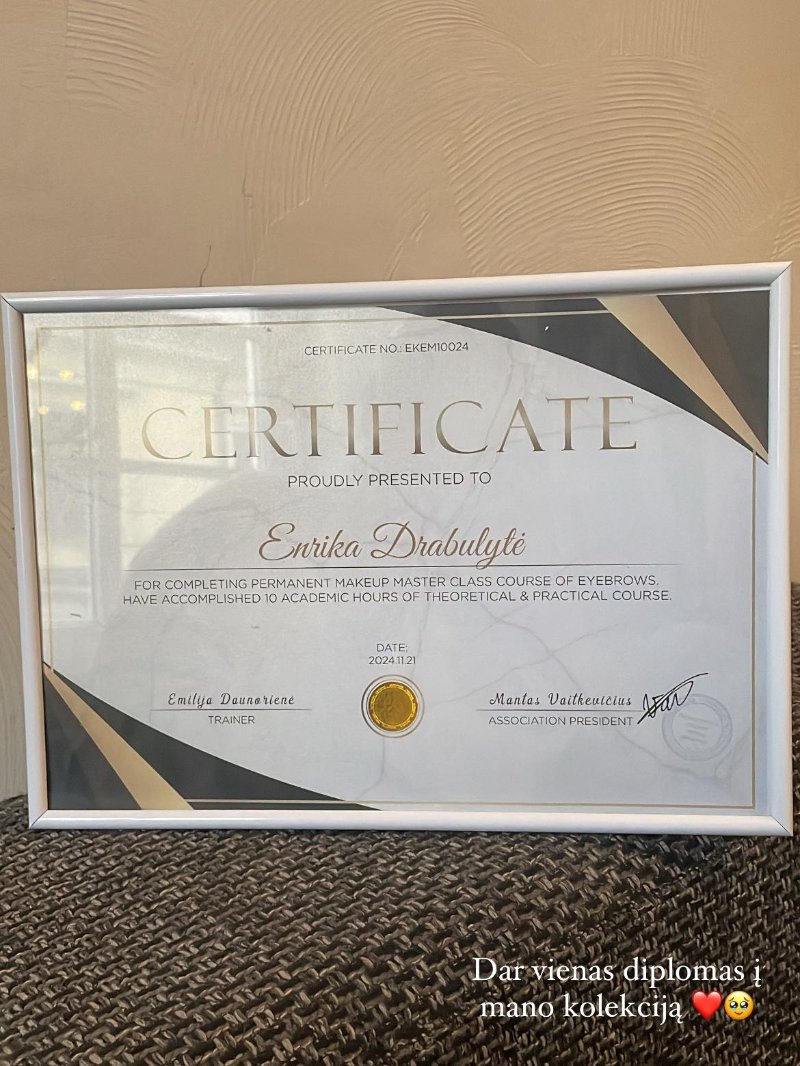 CERTIFICATE NO.: EKEM10024
CERTIFICATE
PROUDLY PRESENTED TO
Enrika Drabulytė
FOR COMPLETING PERMANENT MAKEUP MASTER CLASS COURSE OF EYEBROWS.
HAVE ACCOMPLISHED 10 ACADEMIC HOURS OF THEORETICAL & PRACTICAL COURSE.
DATE;
2024.11.21
Emilija Daunorienė
TRAINER
Mantas Vaitkevičius
ASSOCIATION PRESIDENT
Dar vienas diplomas į
mano kolekciją ❤️🥹